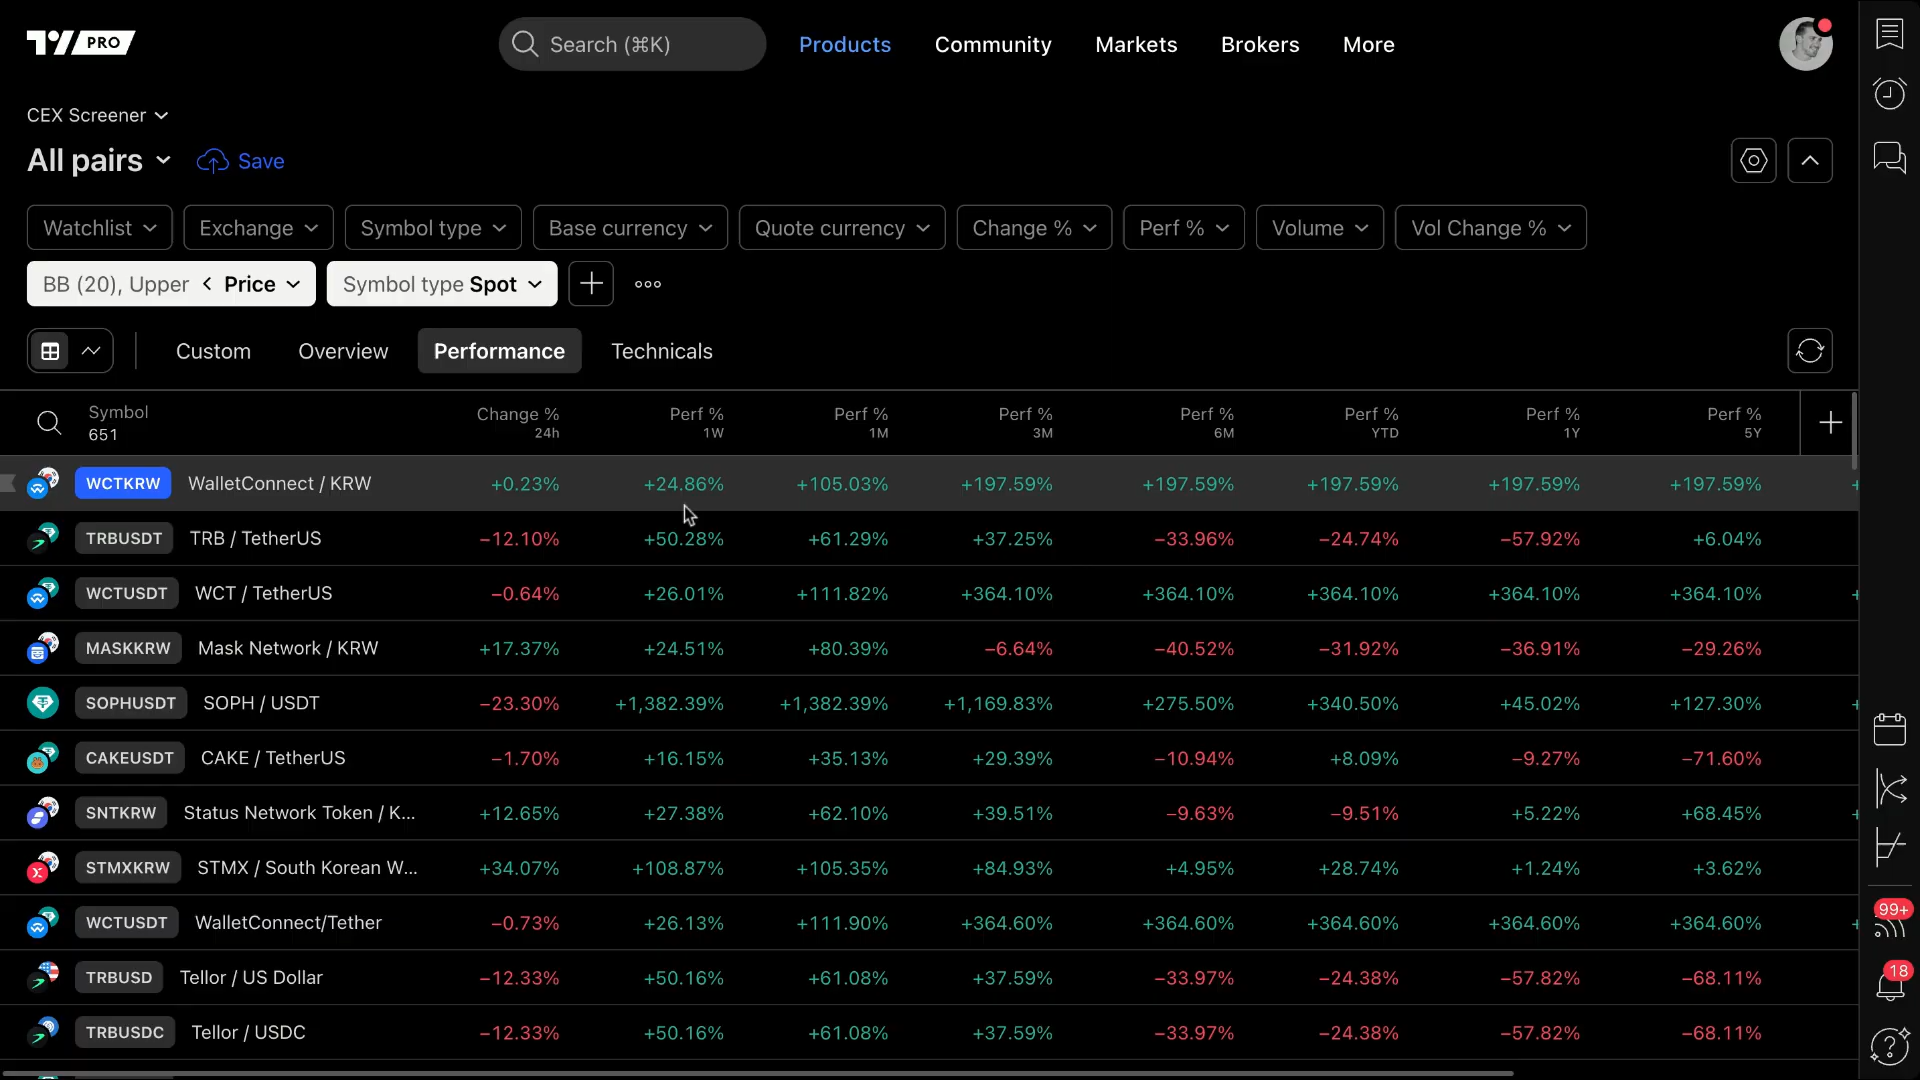 PRO
Search (⌘K)
Products
Community
Markets
Brokers
More
CEX Screener
All pairs
Save
Watchlist
Exchange
Symbol type
Base currency
Quote currency
Change %
Perf %
Volume
Vol Change %
BB (20), Upper < Price
Symbol type Spot
Custom
Overview
Performance
Technicals
Symbol
651
Change %
24h
Perf %
1W
Perf %
1M
Perf %
3M
Perf %
6M
Perf %
YTD
Perf %
1Y
Perf %
5Y
WCTKRW WalletConnect / KRW +0.23% +24.86% +105.03% +197.59% +197.59% +197.59% +197.59% +197.59% +
TRBUSDT TRB / TetherUS −12.10% +50.28% +61.29% +37.25% −33.96% −24.74% −57.92% +6.04%
WCTUSDT WCT / TetherUS −0.64% +26.01% +111.82% +364.10% +364.10% +364.10% +364.10% +364.10% +
MASKKRW Mask Network / KRW +17.37% +24.51% +80.39% −6.64% −40.52% −31.92% −36.91% −29.26%
SOPHUSDT SOPH / USDT −23.30% +1,382.39% +1,382.39% +1,169.83% +275.50% +340.50% +45.02% +127.30% +
CAKEUSDT CAKE / TetherUS −1.70% +16.15% +35.13% +29.39% −10.94% +8.09% −9.27% −71.60%
SNTKRW Status Network Token / K... +12.65% +27.38% +62.10% +39.51% −9.63% −9.51% +5.22% +68.45% +
STMXKRW STMX / South Korean W... +34.07% +108.87% +105.35% +84.93% +4.95% +28.74% +1.24% +3.62%
WCTUSDT WalletConnect/Tether −0.73% +26.13% +111.90% +364.60% +364.60% +364.60% +364.60% +364.60% +
TRBUSD Tellor / US Dollar −12.33% +50.16% +61.08% +37.59% −33.97% −24.38% −57.82% −68.11%
TRBUSDC Tellor / USDC −12.33% +50.16% +61.08% +37.59% −33.97% −24.38% −57.82% −68.11%
99+
18